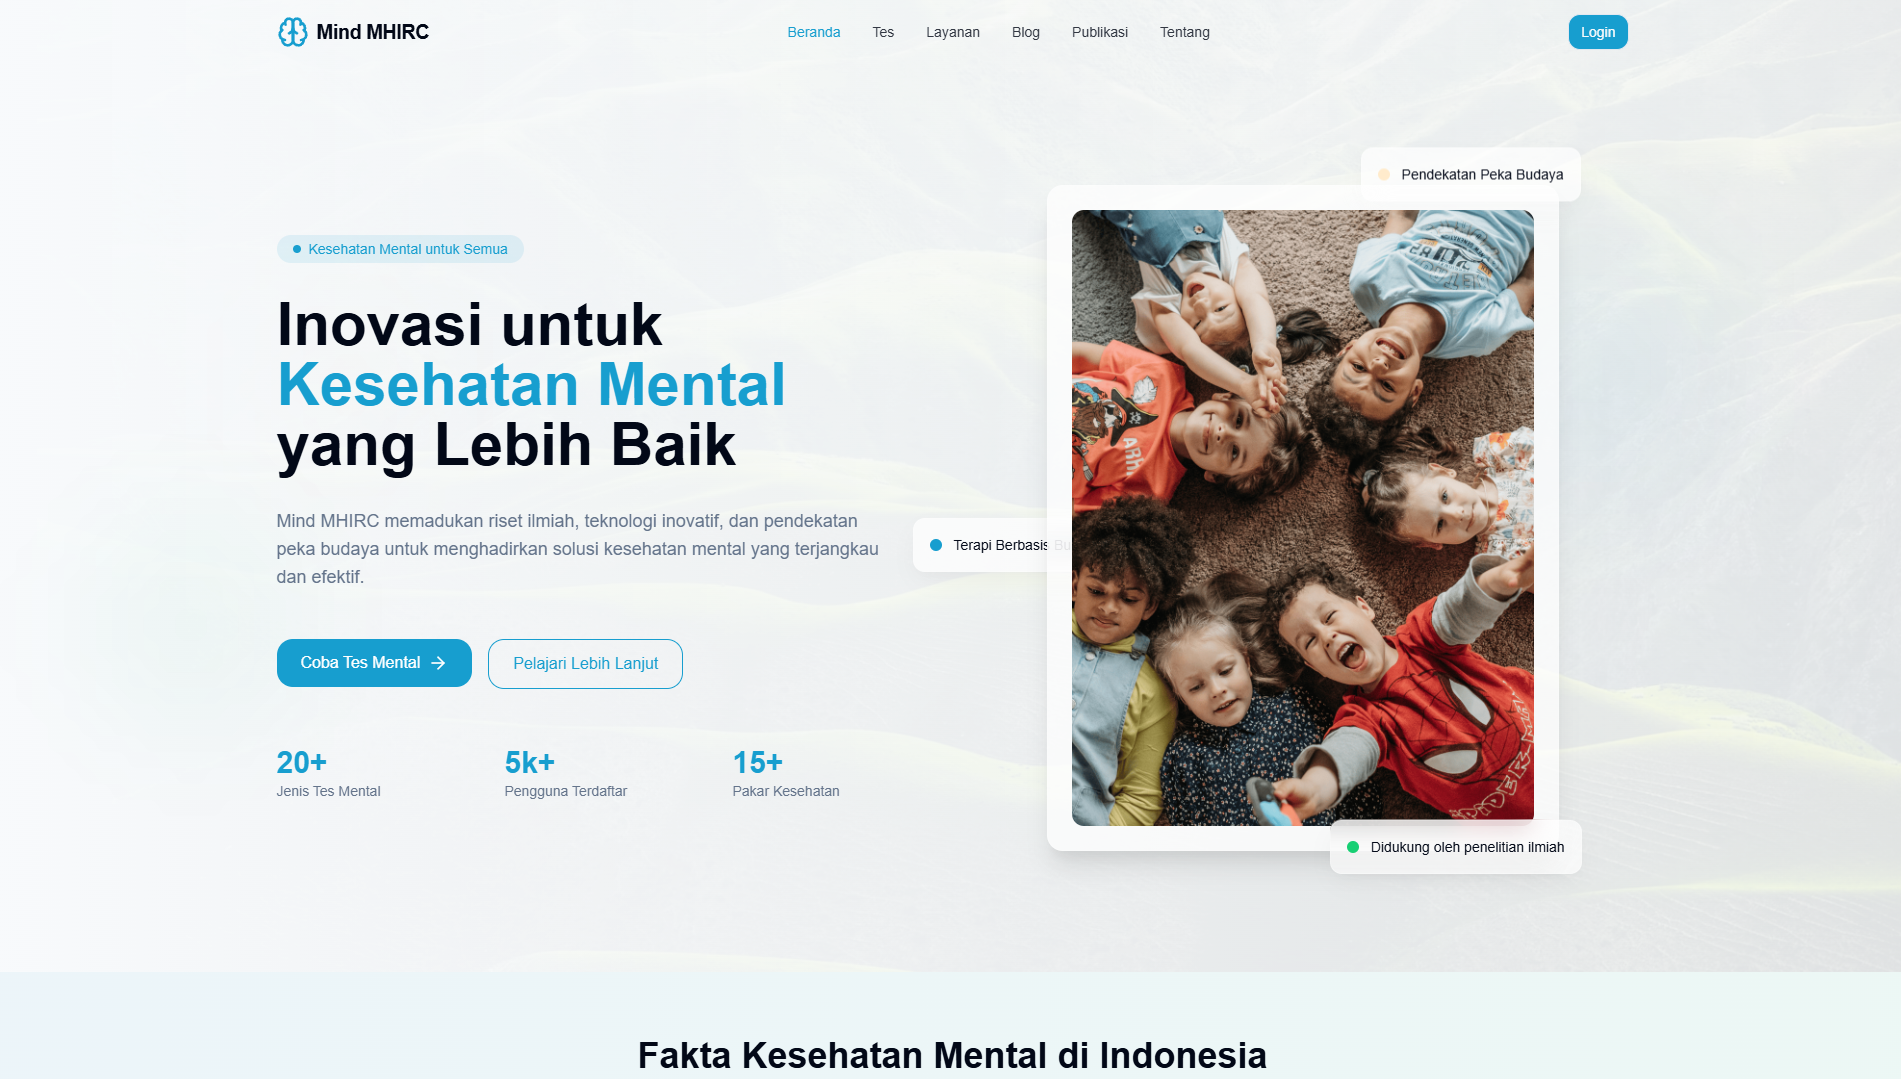 Mind MHIRC
Beranda
Tes
Layanan
Blog
Publikasi
Tentang
Login
Pendekatan Peka Budaya
Kesehatan Mental untuk Semua
Inovasi untuk
Kesehatan Mental
yang Lebih Baik
Mind MHIRC memadukan riset ilmiah, teknologi inovatif, dan pendekatan
peka budaya untuk menghadirkan solusi kesehatan mental yang terjangkau
dan efektif.
Terapi Berbasis
Coba Tes Mental
Pelajari Lebih Lanjut
20+
Jenis Tes Mental
5k+
Pengguna Terdaftar
15+
Pakar Kesehatan
Didukung oleh penelitian ilmiah
Fakta Kesehatan Mental di Indonesia